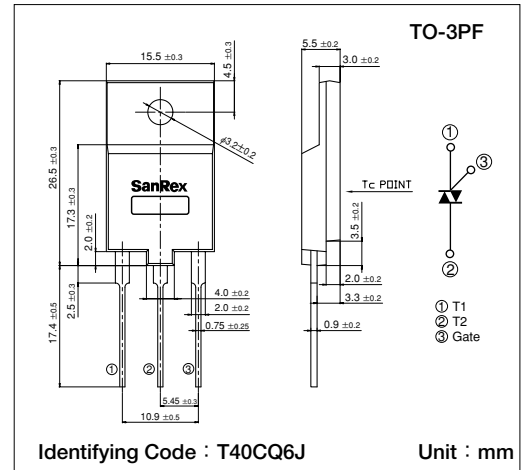 TO-3PF
15.5 ±0.3
4.5 ±0.3
5.5 ±0.2
3.0 ±0.2
φ3.2±0.2
26.5 ±0.3
17.3 ±0.3
2.0 ±0.2
SanRex
Tc POINT
3.5 ±0.2
①
③
②
17.4 ±0.5
2.5 ±0.3
4.0 ±0.2
2.0 ±0.2
0.75 ±0.25
2.0 ±0.2
3.3 ±0.2
0.9 ±0.2
① T1
② T2
③ Gate
①
②
③
5.45 ±0.3
10.9 ±0.5
Identifying Code：T40CQ6J
Unit：mm